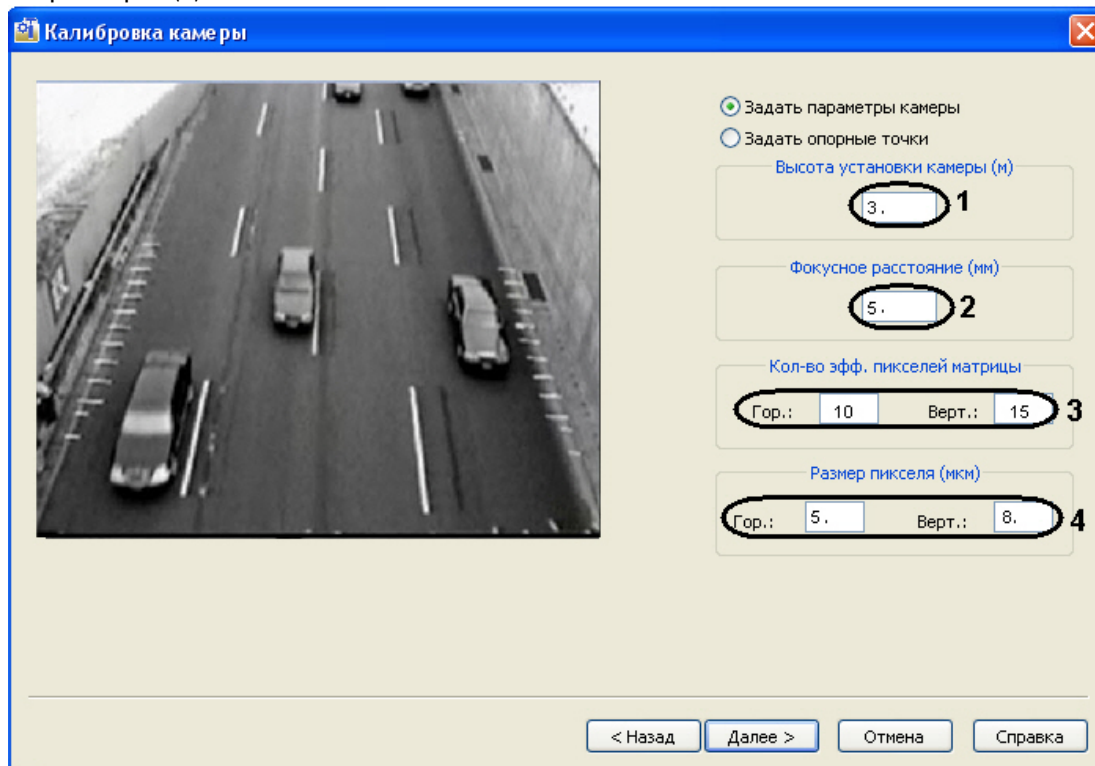 Калибровка камеры
Задать параметры камеры
Задать опорные точки
Высота установки камеры (м)
3. 1
Фокусное расстояние (мм)
5. 2
Кол-во эфф. пикселей матрицы
Гор.: 10 Верт.: 15 3
Размер пикселя (мкм)
Гор.: 5. Верт.: 8. 4
< Назад Далее > Отмена Справка